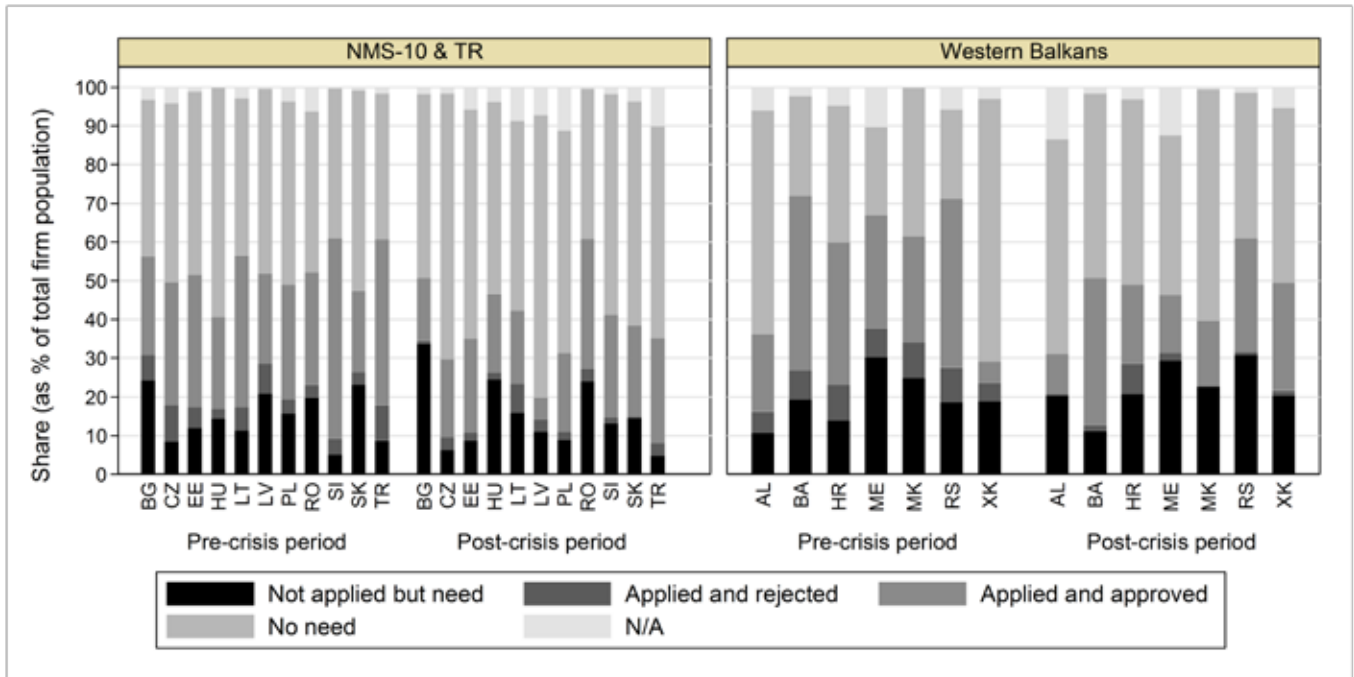 NMS-10 & TR
Western Balkans
Share (as % of total firm population)
100
90
80
70
60
50
40
30
20
10
0
BG CZ EE HU LT LV PL RO SI SK TR BG CZ EE HU LT LV PL RO SI SK TR AL BA HR ME MK RS XK AL BA HR ME MK RS XK
Pre-crisis period Post-crisis period Pre-crisis period Post-crisis period
Not applied but need Applied and rejected Applied and approved
No need N/A